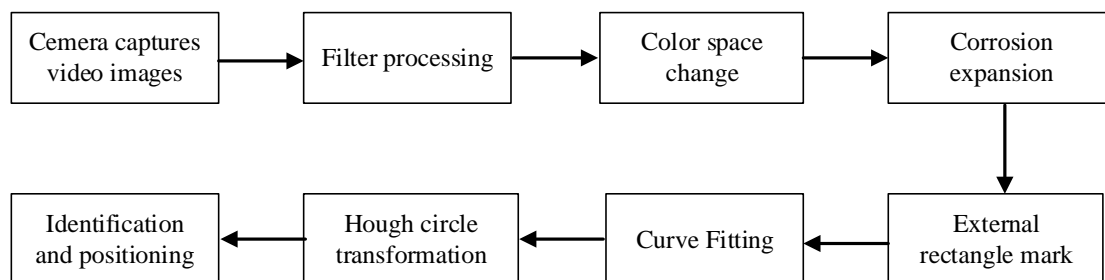 Cemera captures
video images
Filter processing
Color space
change
Corrosion
expansion
External
rectangle mark
Curve Fitting
Hough circle
transformation
Identification
and positioning